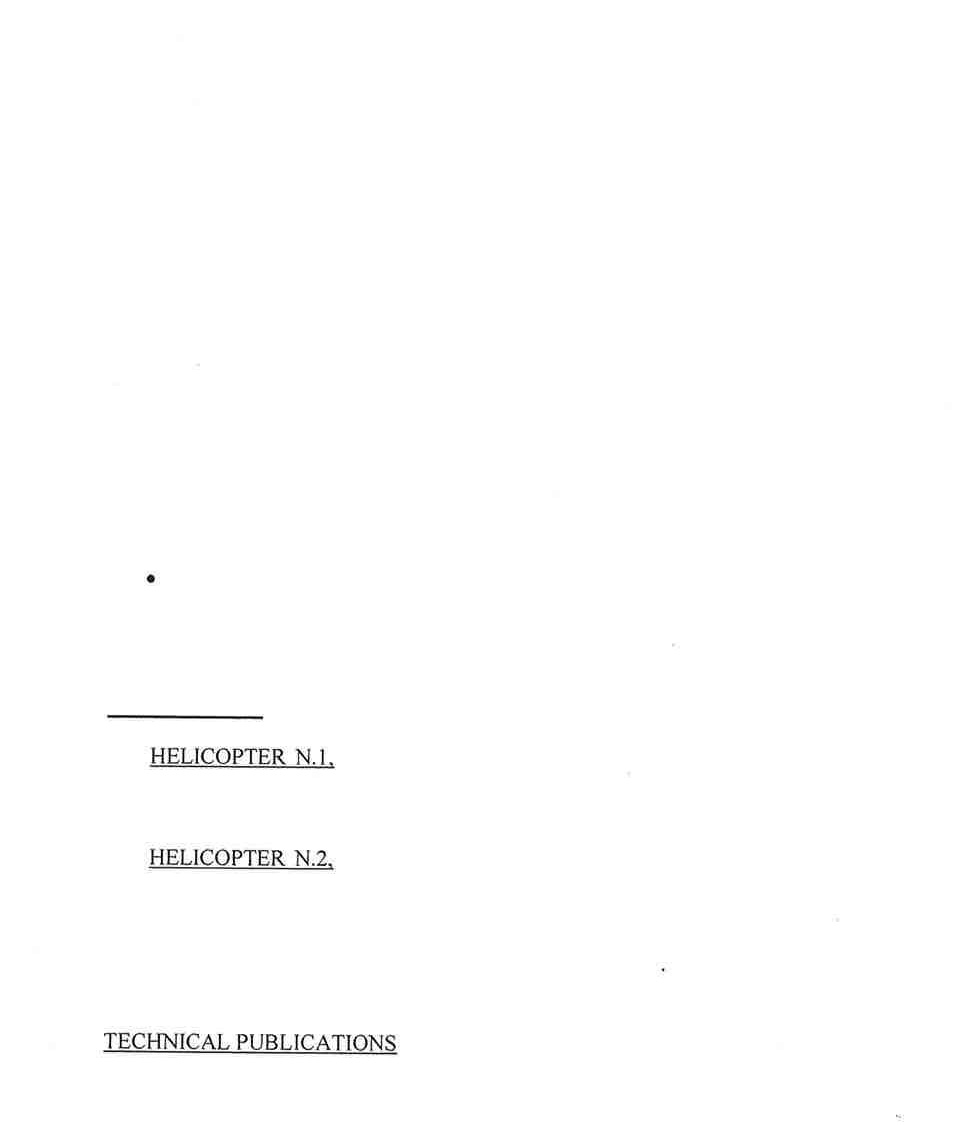 •
HELICOPTER N.1,
HELICOPTER N.2,
TECHNICAL PUBLICATIONS